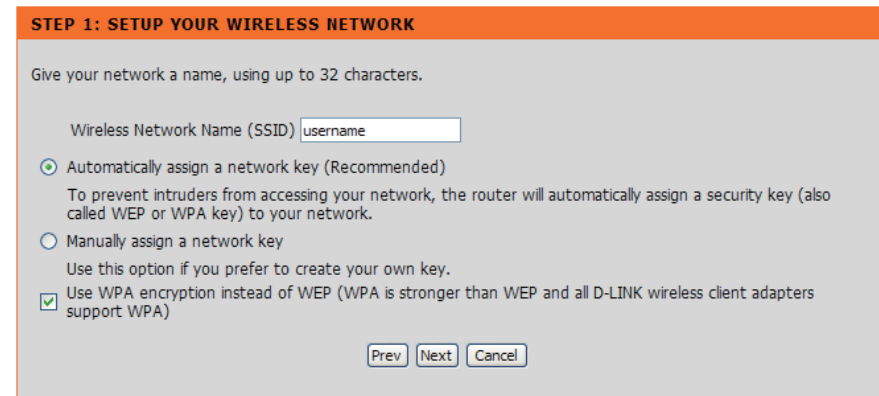 STEP 1: SETUP YOUR WIRELESS NETWORK
Give your network a name, using up to 32 characters.
Wireless Network Name (SSID) username
Automatically assign a network key (Recommended)
To prevent intruders from accessing your network, the router will automatically assign a security key (also
called WEP or WPA key) to your network.
Manually assign a network key
Use this option if you prefer to create your own key.
Use WPA encryption instead of WEP (WPA is stronger than WEP and all D-LINK wireless client adapters
support WPA)
Prev Next Cancel